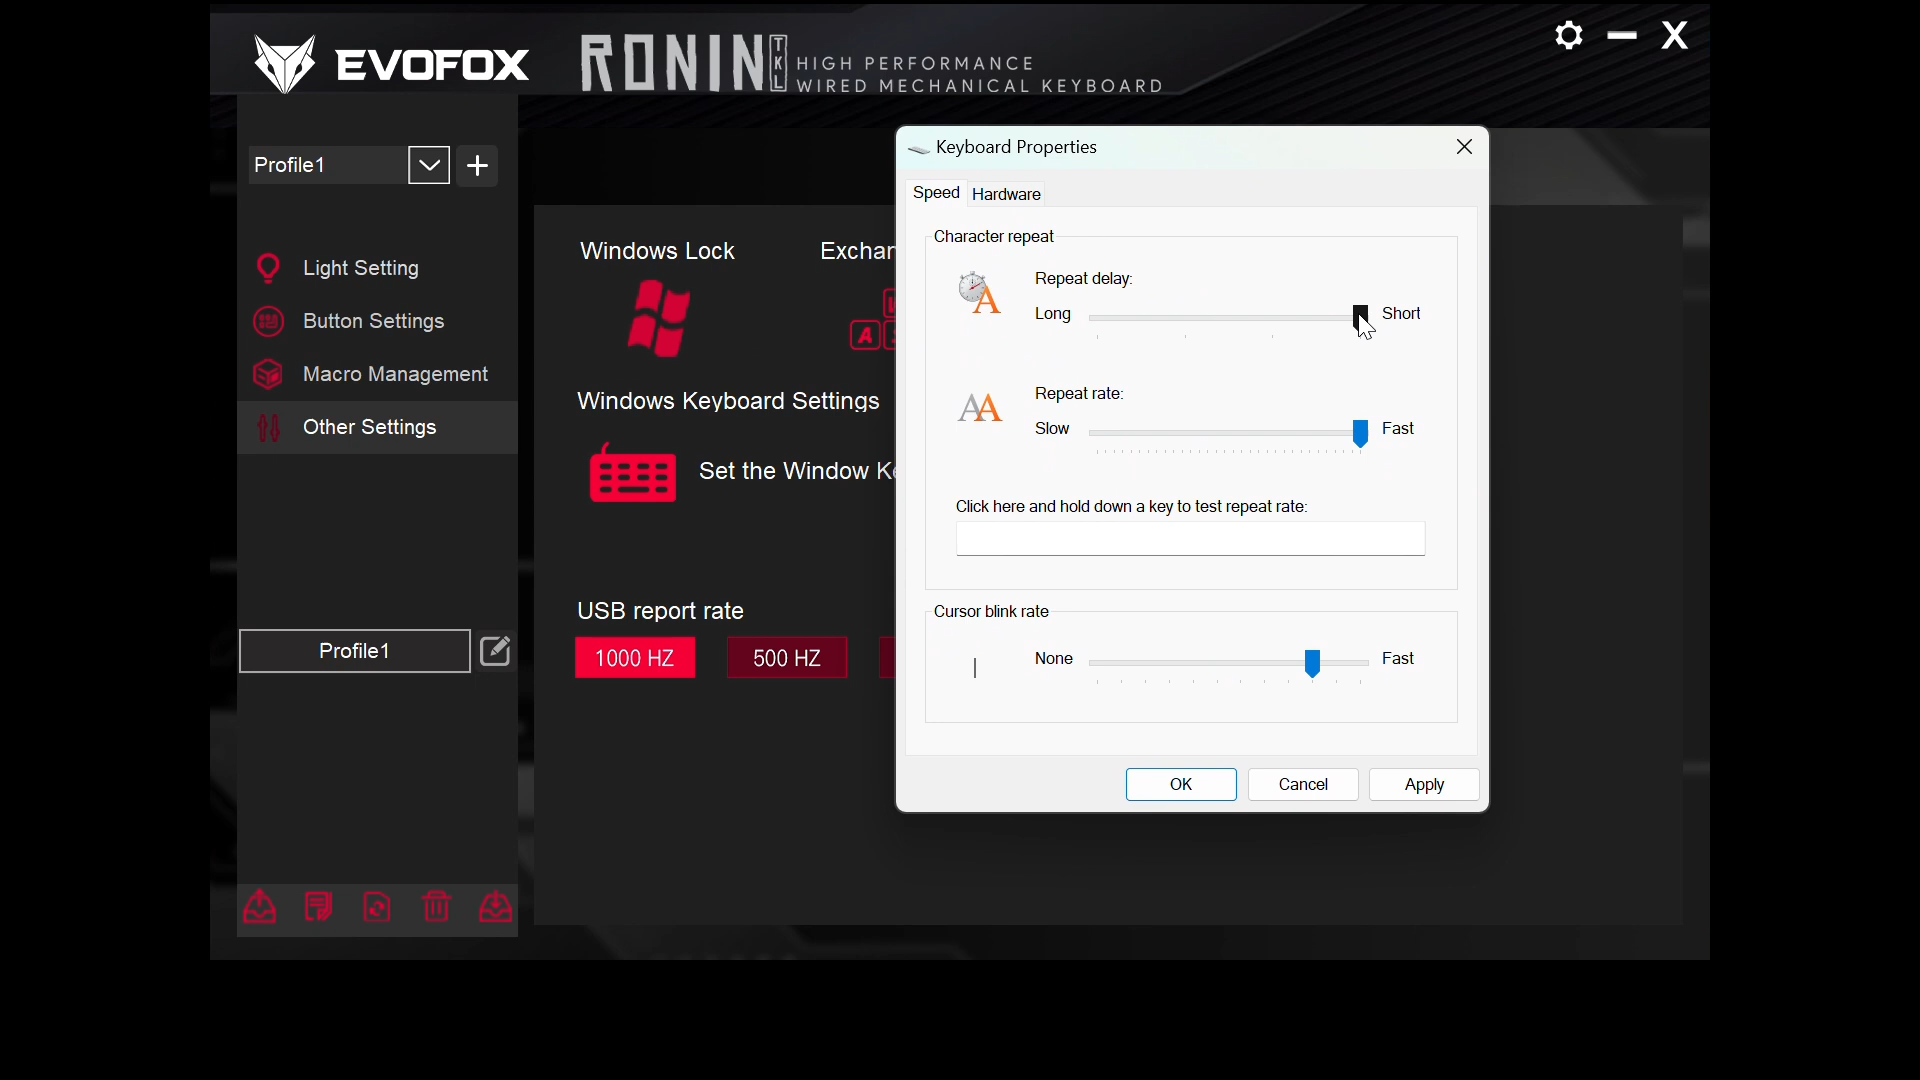 EVOFOX
RONIN TKL
HIGH PERFORMANCE
WIRED MECHANICAL KEYBOARD
Profile1
Light Setting
Button Settings
Macro Management
Other Settings
Profile1
Windows Lock
Exchar
A
Windows Keyboard Settings
Set the Window Ke
USB report rate
1000 HZ
500 HZ
Keyboard Properties
Speed
Hardware
Character repeat
Repeat delay:
Long
Short
Repeat rate:
Slow
Fast
Click here and hold down a key to test repeat rate:
Cursor blink rate
None
Fast
OK
Cancel
Apply